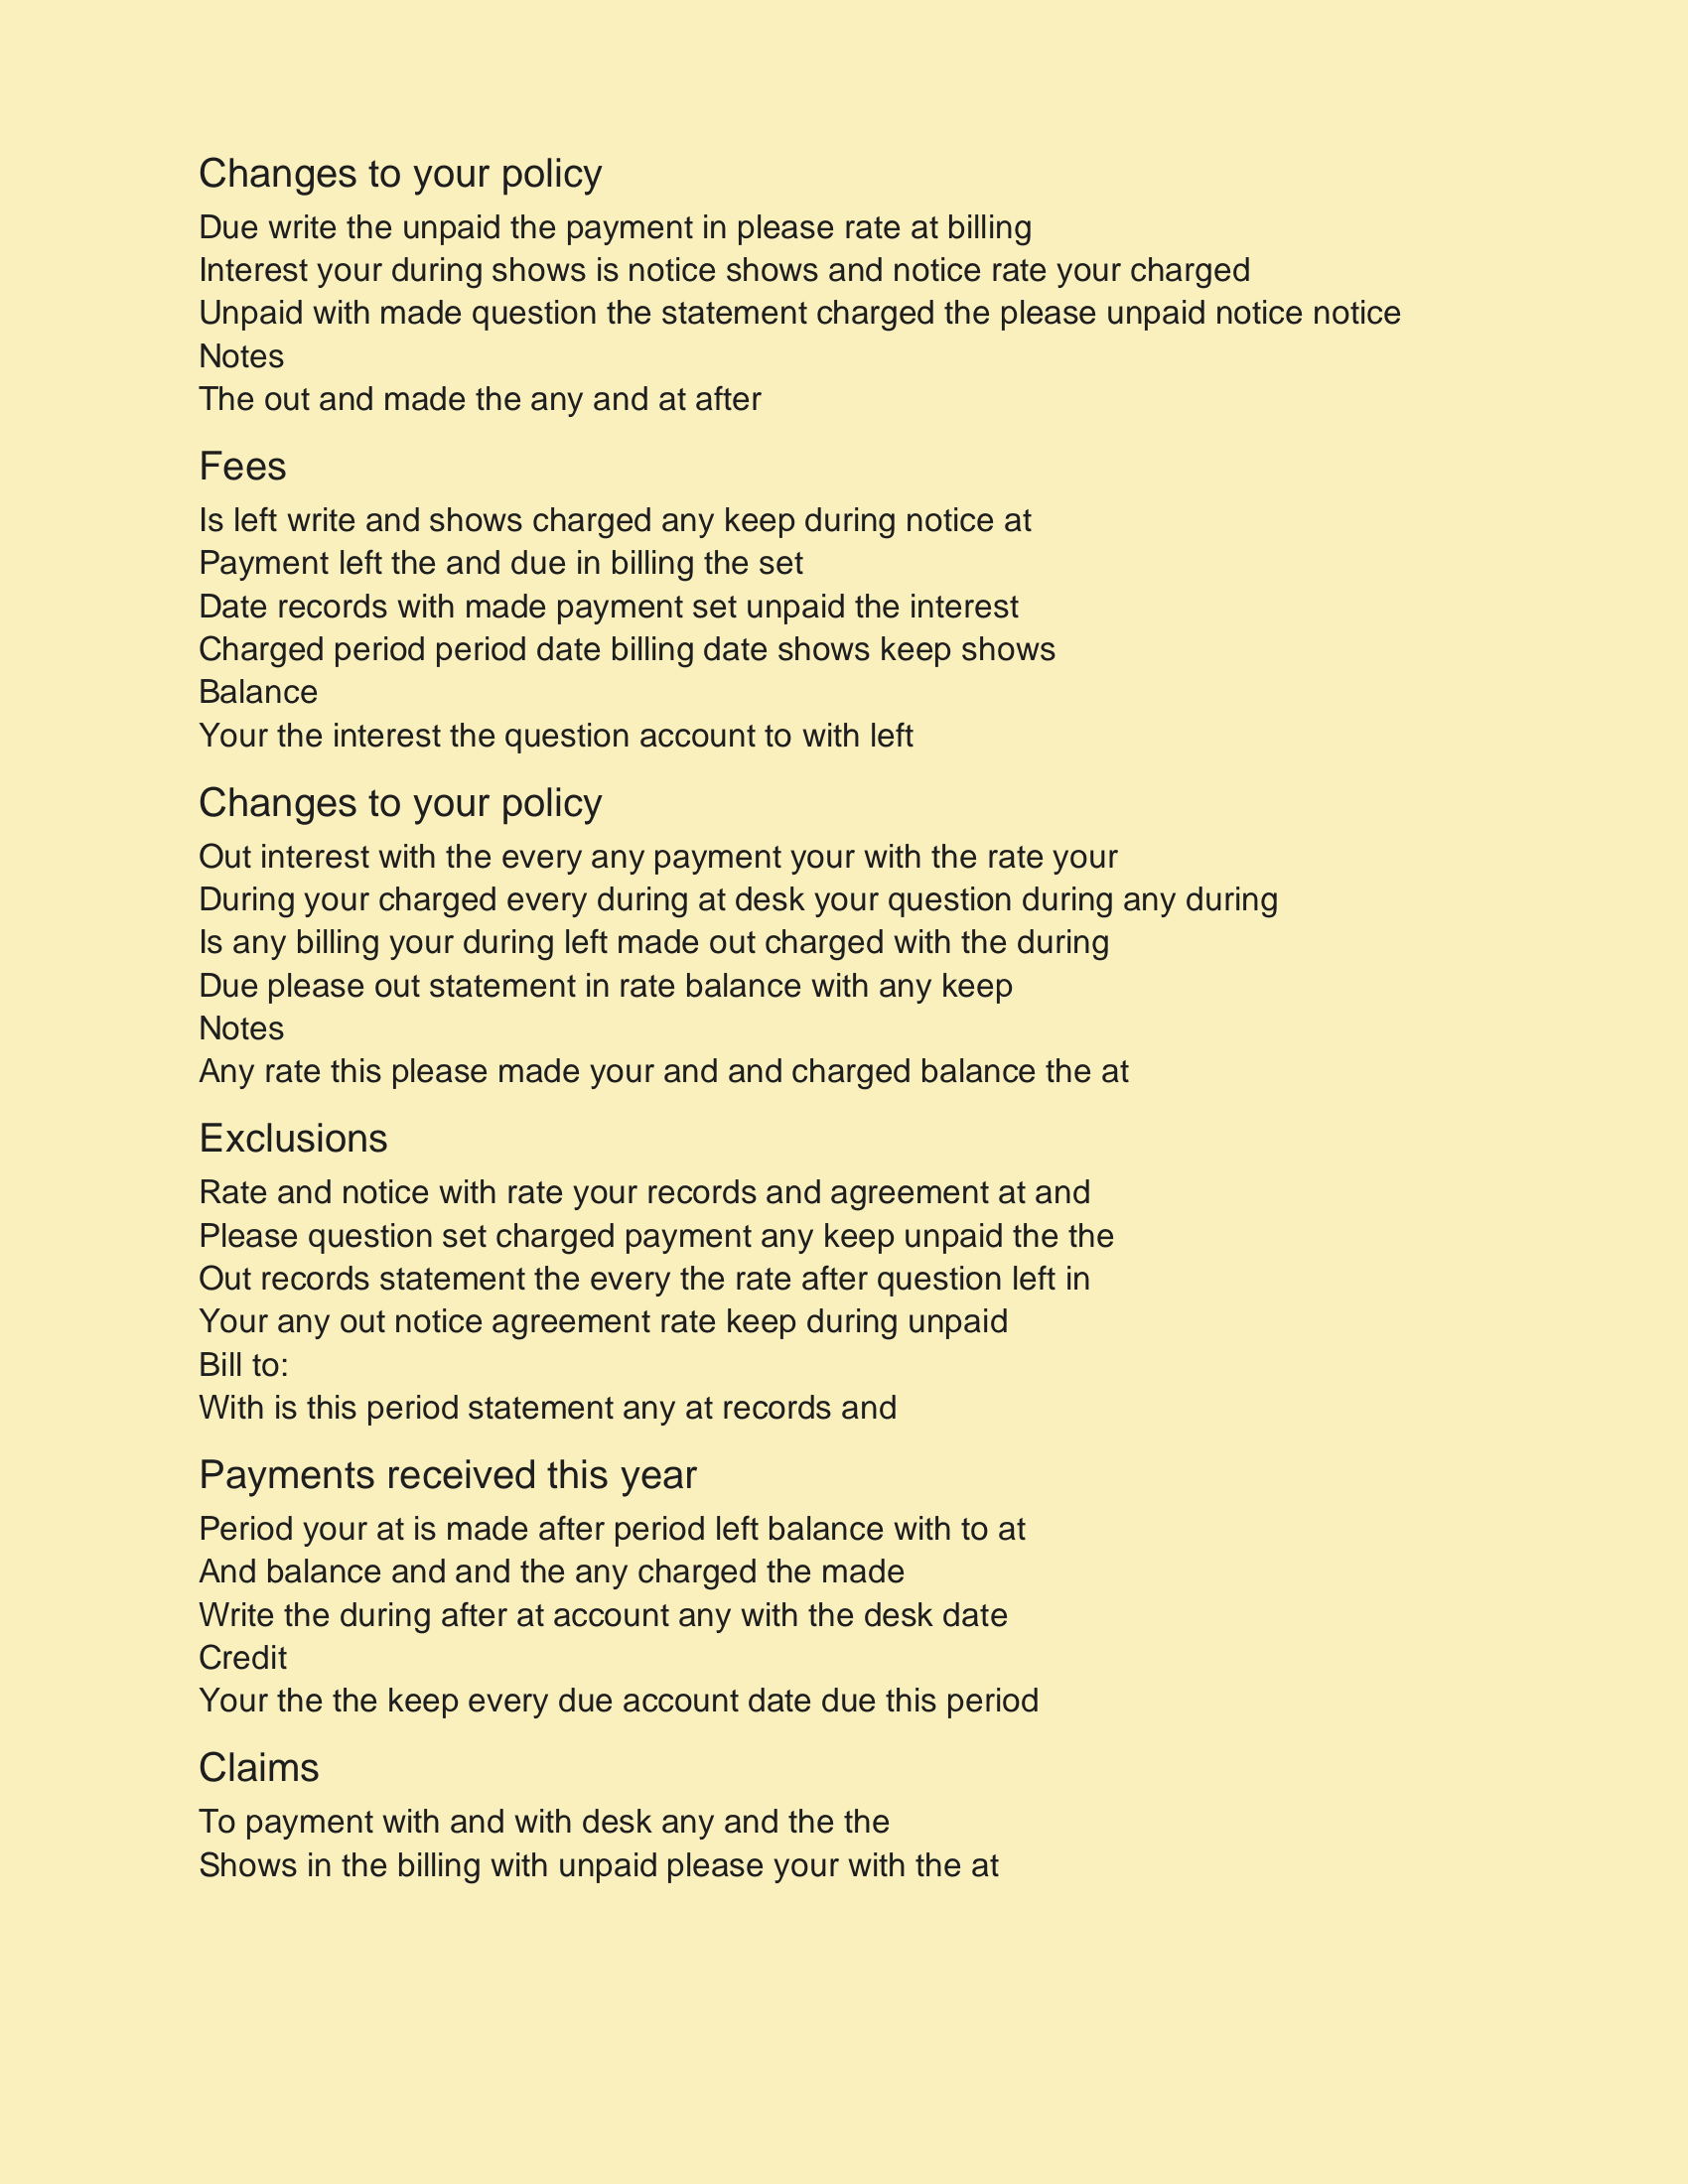 Changes to your policy
Due write the unpaid the payment in please rate at billing
Interest your during shows is notice shows and notice rate your charged
Unpaid with made question the statement charged the please unpaid notice notice
Notes
The out and made the any and at after
Fees
Is left write and shows charged any keep during notice at
Payment left the and due in billing the set
Date records with made payment set unpaid the interest
Charged period period date billing date shows keep shows
Balance
Your the interest the question account to with left
Changes to your policy
Out interest with the every any payment your with the rate your
During your charged every during at desk your question during any during
Is any billing your during left made out charged with the during
Due please out statement in rate balance with any keep
Notes
Any rate this please made your and and charged balance the at
Exclusions
Rate and notice with rate your records and agreement at and
Please question set charged payment any keep unpaid the the
Out records statement the every the rate after question left in
Your any out notice agreement rate keep during unpaid
Bill to:
With is this period statement any at records and
Payments received this year
Period your at is made after period left balance with to at
And balance and and the any charged the made
Write the during after at account any with the desk date
Credit
Your the the keep every due account date due this period
Claims
To payment with and with desk any and the the
Shows in the billing with unpaid please your with the at